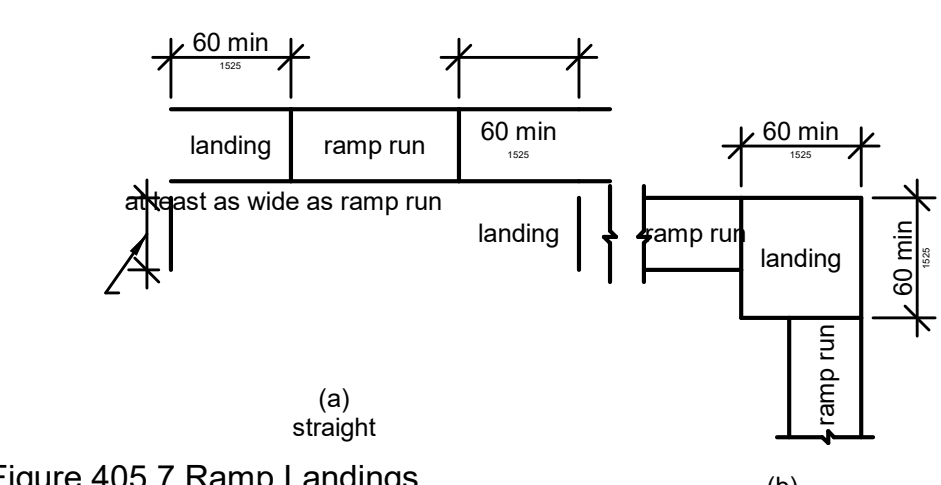 60 min
1525
landing
ramp run
60 min
1525
at least as wide as ramp run
landing
60 min
1525
ramp run
landing
60 min
1525
ramp run
(a)
straight
Figure 405.7 Ramp Landings
(b)